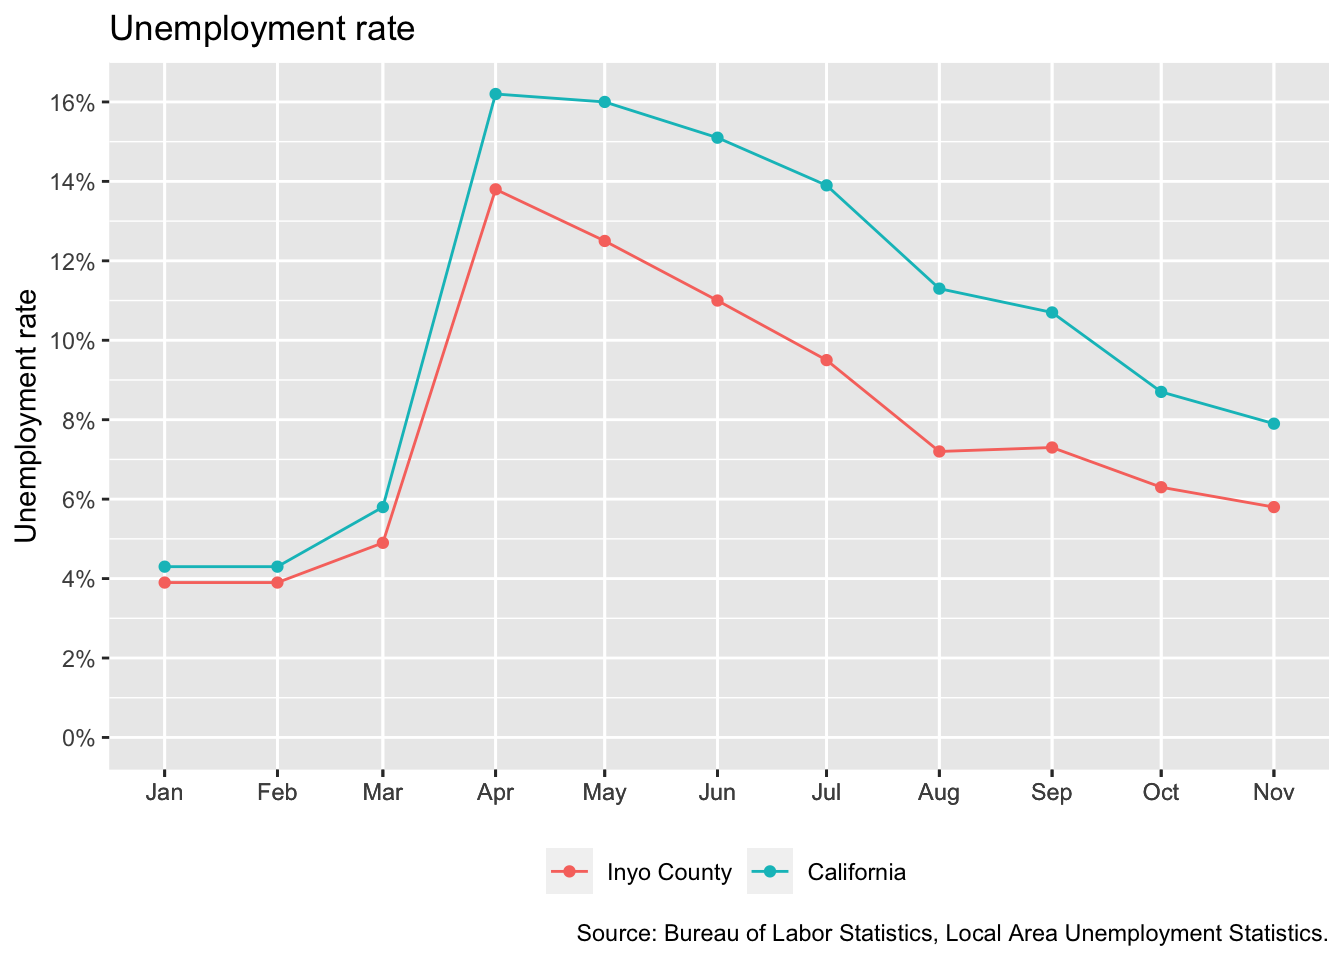 Unemployment rate
Unemployment rate
16%
14%
12%
10%
8%
6%
4%
2%
0%
Jan Feb Mar Apr May Jun Jul Aug Sep Oct Nov
Inyo County California
Source: Bureau of Labor Statistics, Local Area Unemployment Statistics.